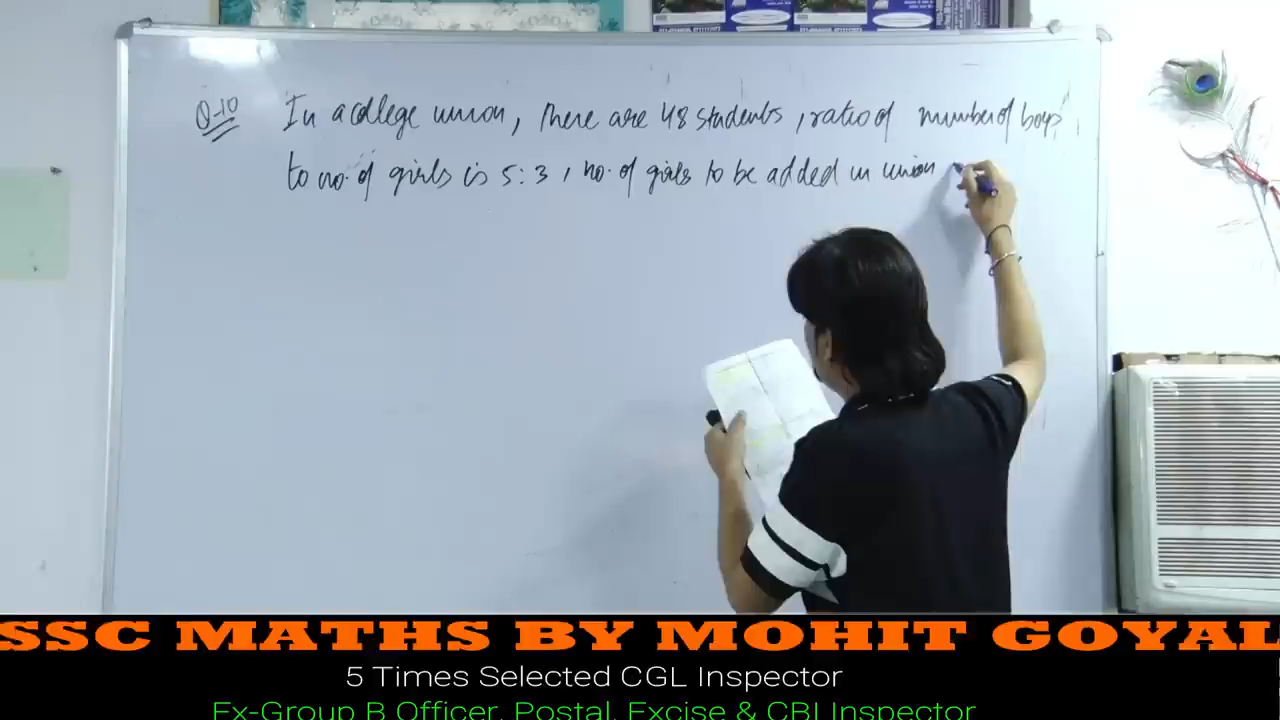 Q-10 In a college union, there are 48 students, ratio of number of boys
to no. of girls is 5:3, no. of girls to be added in union
SSC MATHS BY MOHIT GOYAL
5 Times Selected CGL Inspector
Ex-Group B Officer, Postal, Excise & CBI Inspector